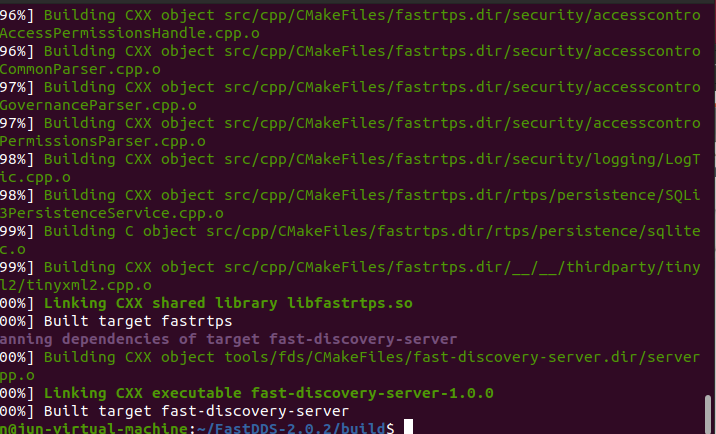 96%] Building CXX object src/cpp/CMakeFiles/fastrtps.dir/security/accesscontro
AccessPermissionsHandle.cpp.o
96%] Building CXX object src/cpp/CMakeFiles/fastrtps.dir/security/accesscontro
CommonParser.cpp.o
97%] Building CXX object src/cpp/CMakeFiles/fastrtps.dir/security/accesscontro
GovernanceParser.cpp.o
97%] Building CXX object src/cpp/CMakeFiles/fastrtps.dir/security/accesscontro
PermissionsParser.cpp.o
98%] Building CXX object src/cpp/CMakeFiles/fastrtps.dir/security/logging/LogT
ic.cpp.o
98%] Building CXX object src/cpp/CMakeFiles/fastrtps.dir/rtps/persistence/SQLi
3PersistenceService.cpp.o
99%] Building C object src/cpp/CMakeFiles/fastrtps.dir/rtps/persistence/sqlite
c.o
99%] Building CXX object src/cpp/CMakeFiles/fastrtps.dir/__/__/thirdparty/tiny
l2/tinyxml2.cpp.o
00%] Linking CXX shared library libfastrtps.so
00%] Built target fastrtps
anning dependencies of target fast-discovery-server
00%] Building CXX object tools/fds/CMakeFiles/fast-discovery-server.dir/server
pp.o
00%] Linking CXX executable fast-discovery-server-1.0.0
00%] Built target fast-discovery-server
n@jun-virtual-machine:~/FastDDS-2.0.2/build$